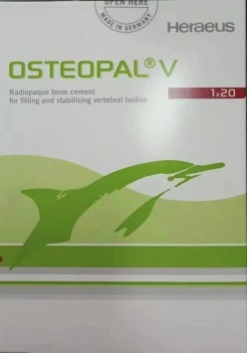 OPEN HERE
MADE IN GERMANY
Heraeus
OSTEOPAL® V
Radiopaque bone cement
for filling and stabilising vertebral bodies
1x20